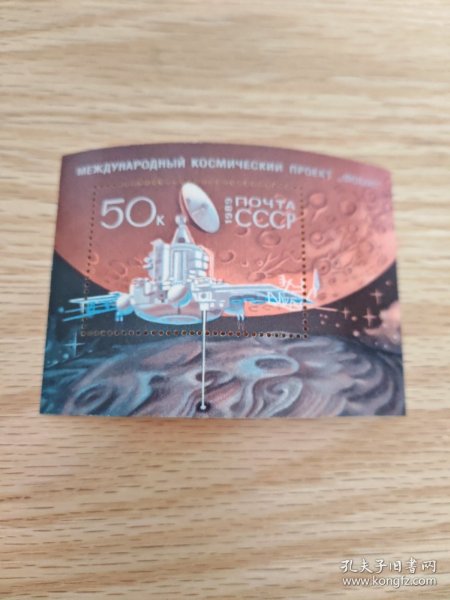 МЕЖДУНАРОДНЫЙ КОСМИЧЕСКИЙ ПРОЕКТ „ФОБОС”
50к
1989
ПОЧТА
СССР
孔夫子旧书网
www.kongfz.com